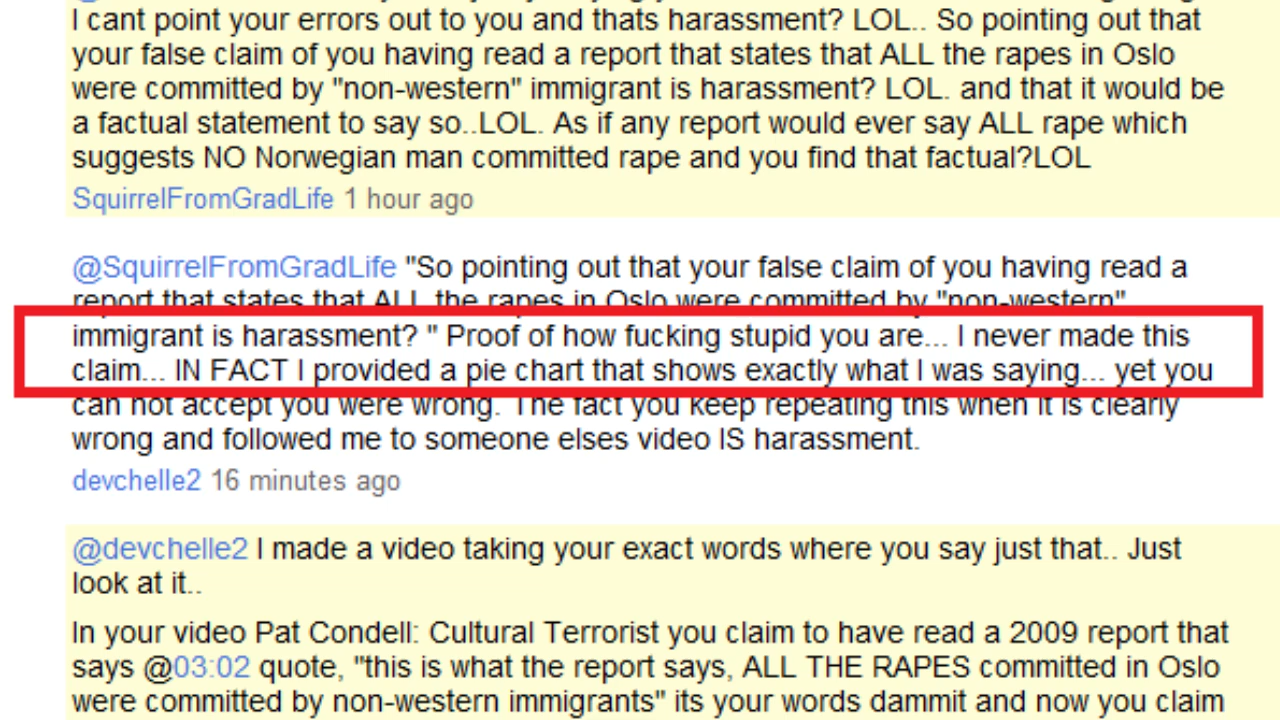 I cant point your errors out to you and thats harassment? LOL.. So pointing out that
your false claim of you having read a report that states that ALL the rapes in Oslo
were committed by "non-western" immigrant is harassment? LOL. and that it would be
a factual statement to say so..LOL. As if any report would ever say ALL rape which
suggests NO Norwegian man committed rape and you find that factual?LOL
SquirrelFromGradLife 1 hour ago
@SquirrelFromGradLife "So pointing out that your false claim of you having read a
report that states that ALL the rapes in Oslo were committed by "non-western"
immigrant is harassment? " Proof of how fucking stupid you are... I never made this
claim... IN FACT I provided a pie chart that shows exactly what I was saying... yet you
can not accept you were wrong. The fact you keep repeating this when it is clearly
wrong and followed me to someone elses video IS harassment.
devchelle2 16 minutes ago
@devchelle2 I made a video taking your exact words where you say just that.. Just
look at it..
In your video Pat Condell: Cultural Terrorist you claim to have read a 2009 report that
says @03:02 quote, "this is what the report says, ALL THE RAPES committed in Oslo
were committed by non-western immigrants" its your words dammit and now you claim